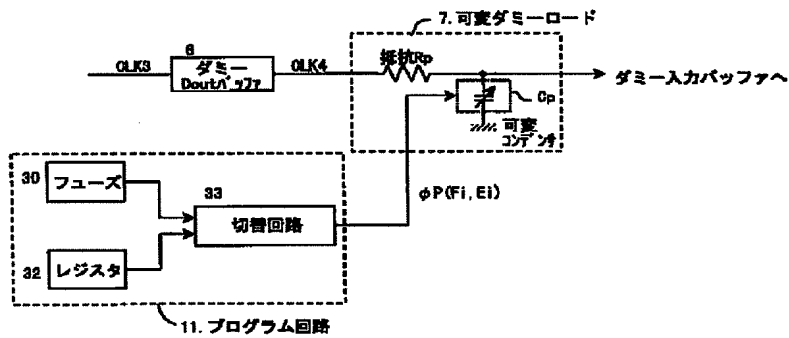 7.可変ダミーロード
6
CLK3
ダミー
Doutバッファ
CLK4
抵抗Rp
ダミー入力バッファへ
Cp
可変
コンデンサ
30
フューズ
33
切替回路
φP(Fi,Ei)
32
レジスタ
11.プログラム回路